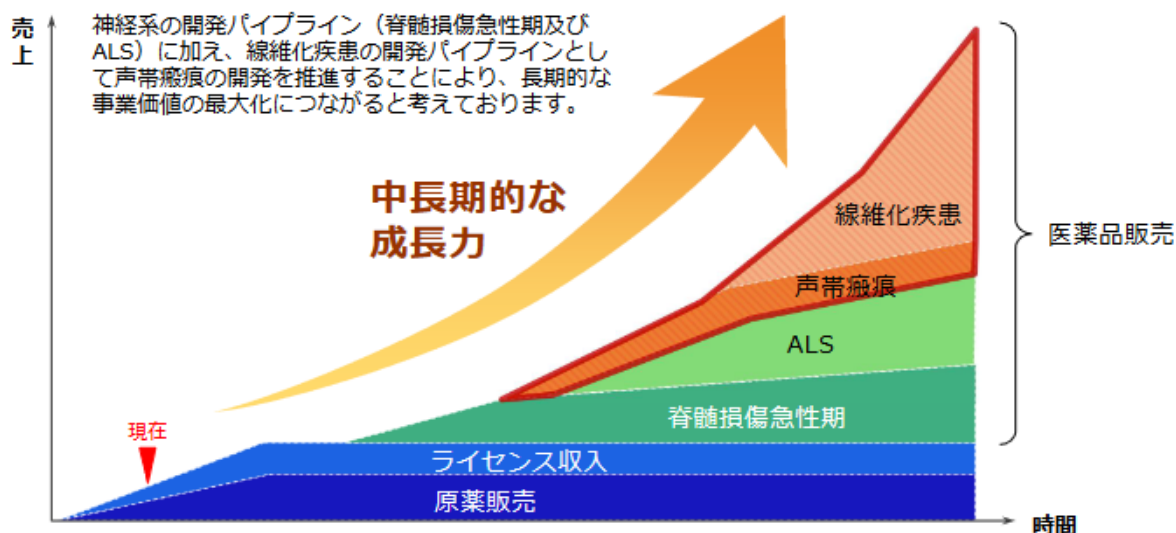 売
上
神経系の開発パイプライン（脊髄損傷急性期及び
ALS）に加え、線維化疾患の開発パイプラインとし
て声帯瘢痕の開発を推進することにより、長期的な
事業価値の最大化につながると考えております。
中長期的な
成長力
線維化疾患
医薬品販売
声帯瘢痕
ALS
脊髄損傷急性期
現在
ライセンス収入
原薬販売
時間